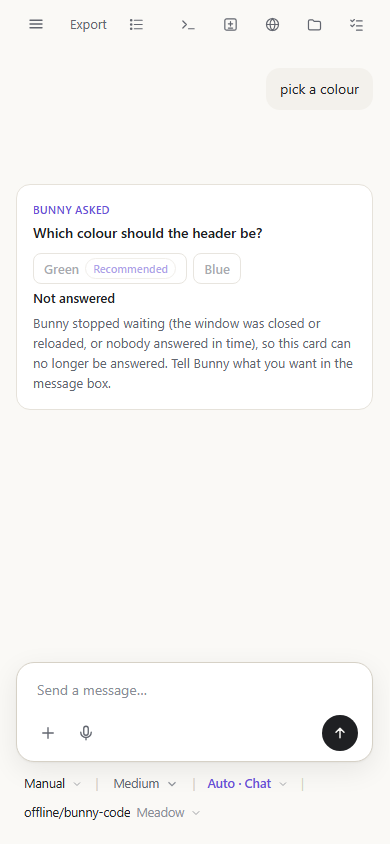 Export
pick a colour
BUNNY ASKED
Which colour should the header be?
Green Recommended Blue
Not answered
Bunny stopped waiting (the window was closed or
reloaded, or nobody answered in time), so this card can
no longer be answered. Tell Bunny what you want in the
message box.
Send a message...
Manual Medium Auto · Chat
offline/bunny-code Meadow